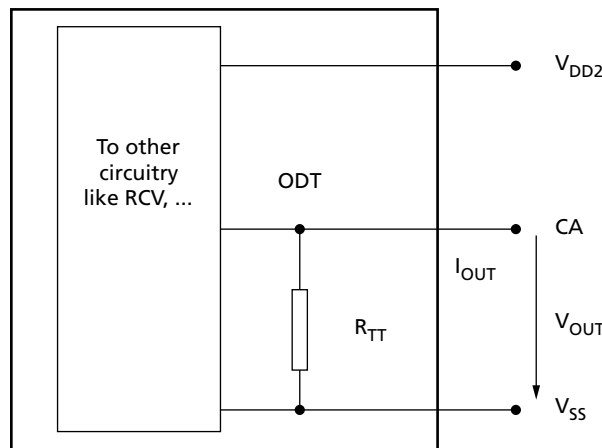 V_DD2
To other
circuitry
like RCV, ...
ODT
CA
I_OUT
R_TT
V_OUT
V_SS